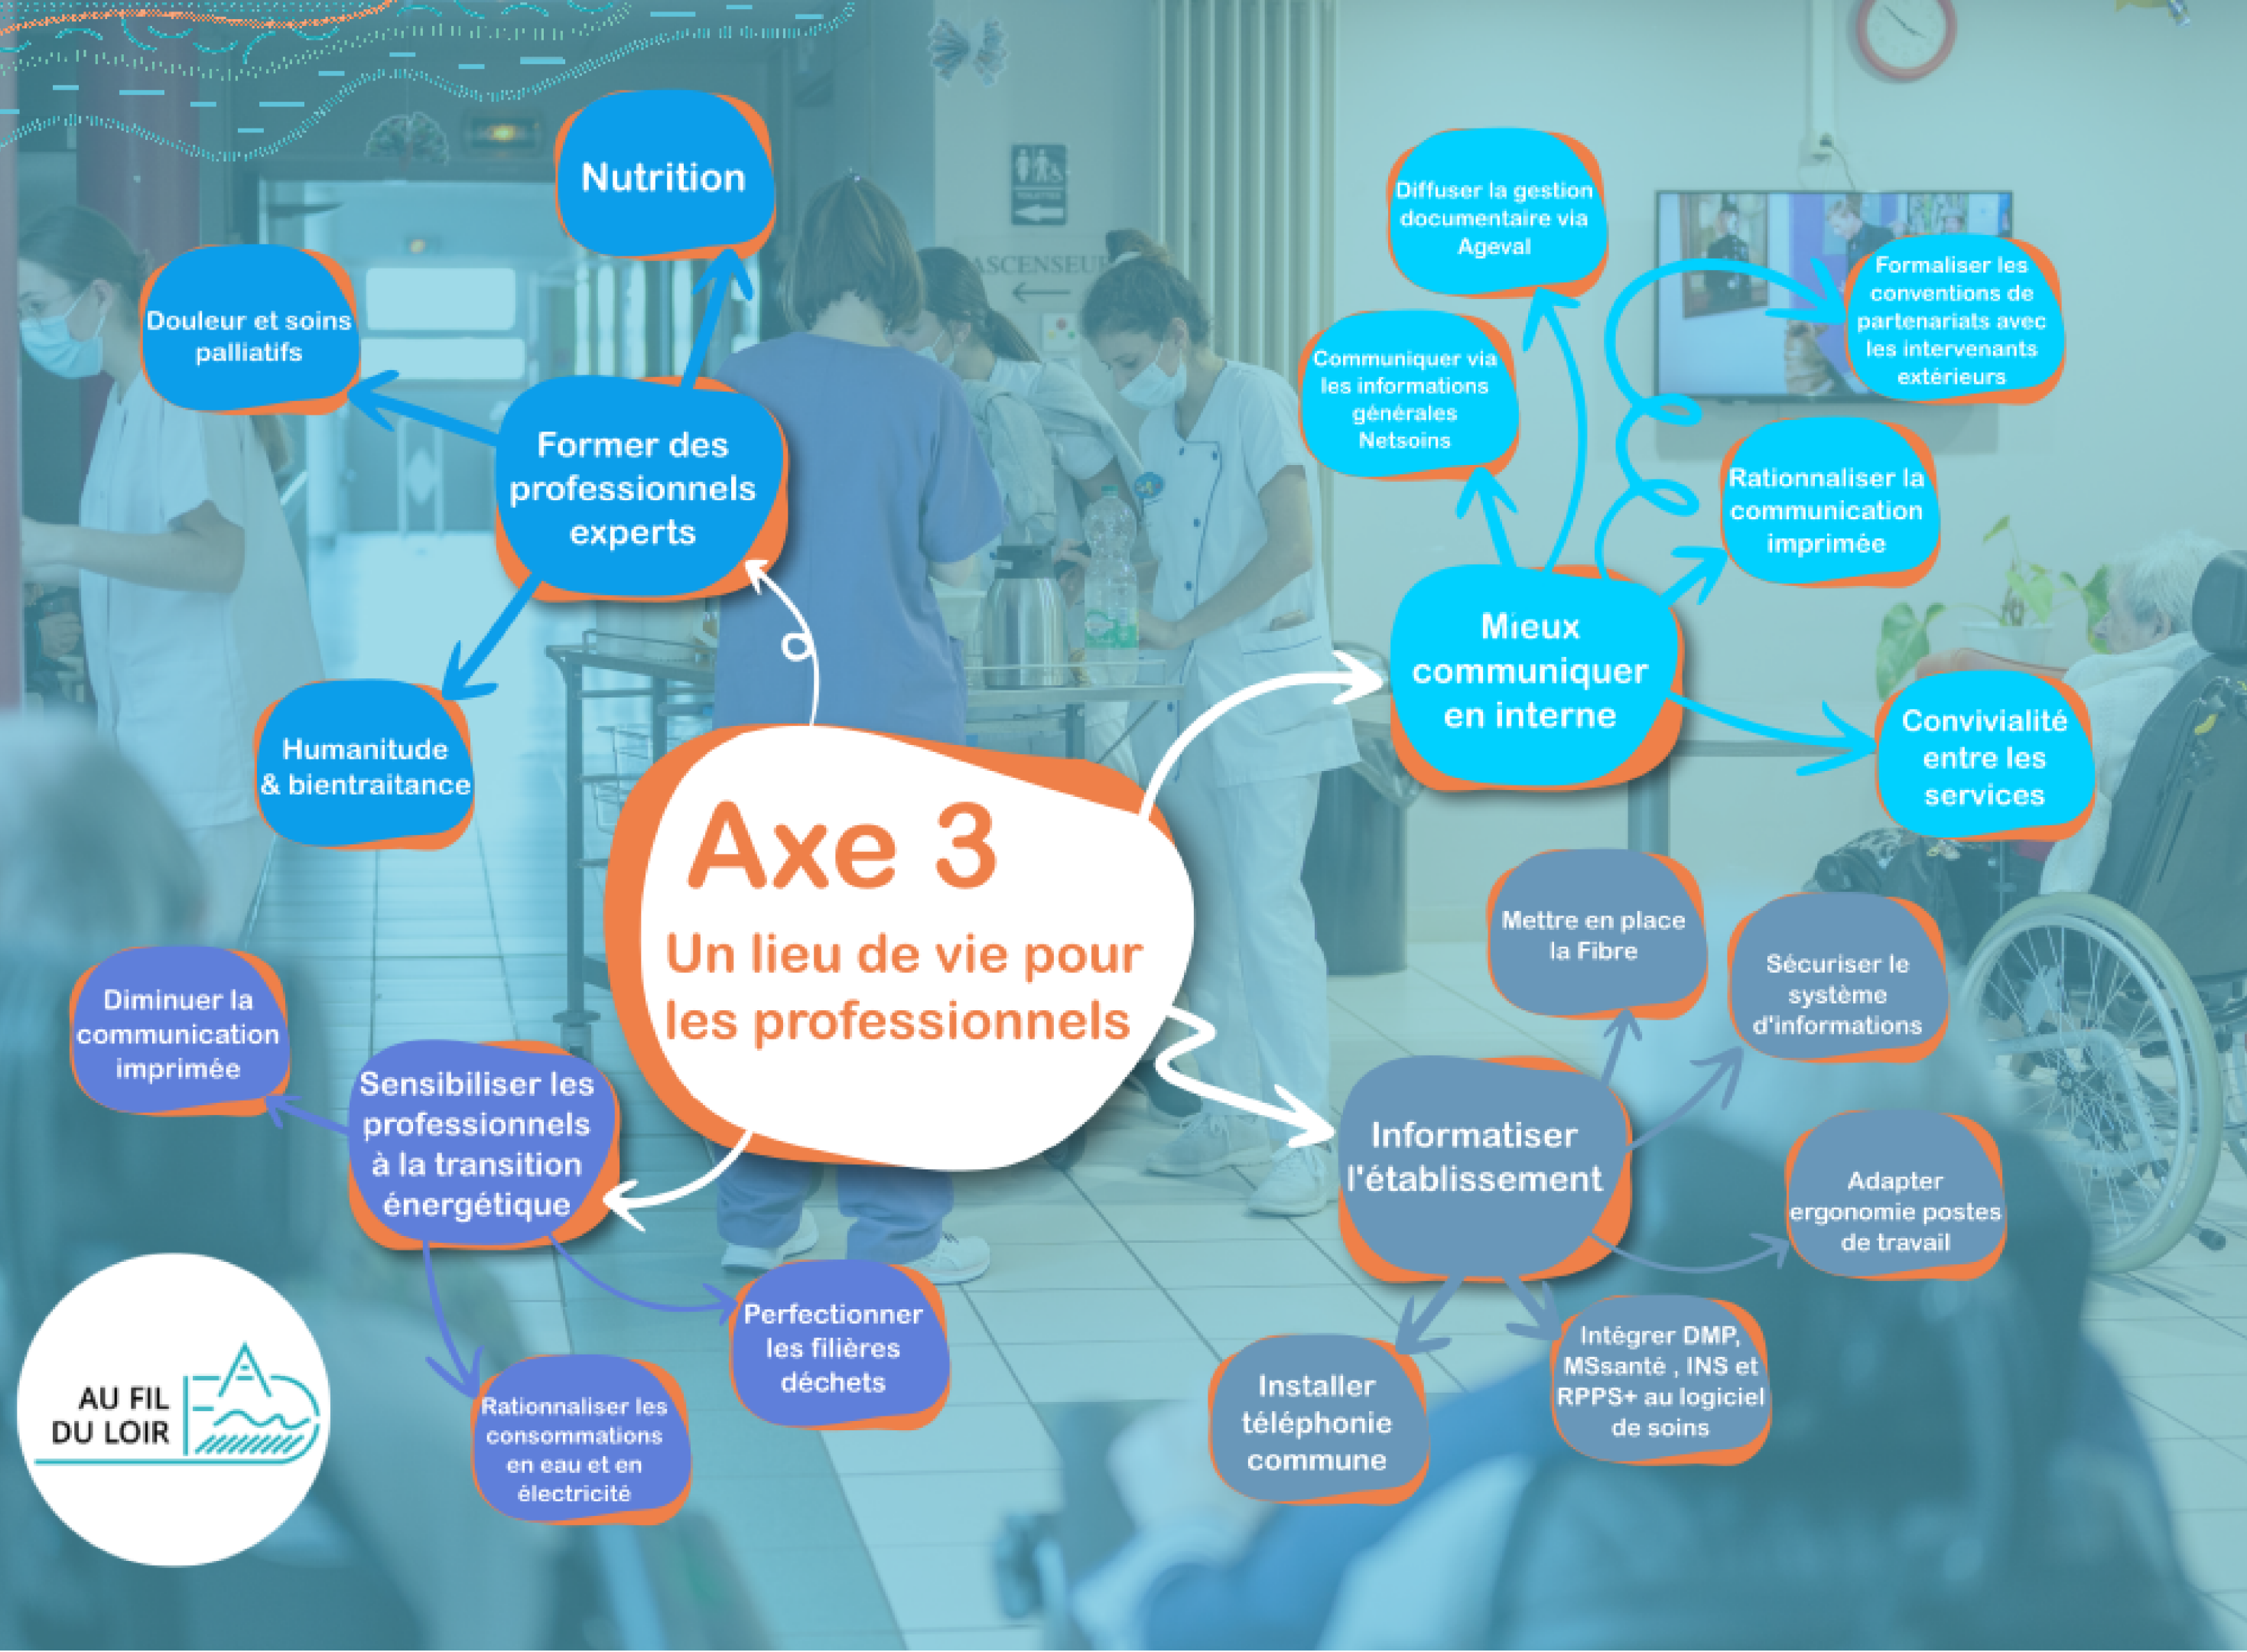 Nutrition
Douleur et soins
palliatifs
Former des
professionnels
experts
Humanitude
& bientraitance
ASCENSEUR
TOILETTES
Diffuser la gestion
documentaire via
Ageval
Communiquer via
les informations
générales
Netsoins
Formaliser les
conventions de
partenariats avec
les intervenants
extérieurs
Rationnaliser la
communication
imprimée
Mieux
communiquer
en interne
Convivialité
entre les
services
Axe 3
Un lieu de vie pour
les professionnels
Mettre en place
la Fibre
Sécuriser le
système
d'informations
Informatiser
l'établissement
Adapter
ergonomie postes
de travail
Intégrer DMP,
MSsanté , INS et
RPPS+ au logiciel
de soins
Installer
téléphonie
commune
Diminuer la
communication
imprimée
Sensibiliser les
professionnels
à la transition
énergétique
Perfectionner
les filières
déchets
Rationnaliser les
consommations
en eau et en
électricité
AU FIL
DU LOIR